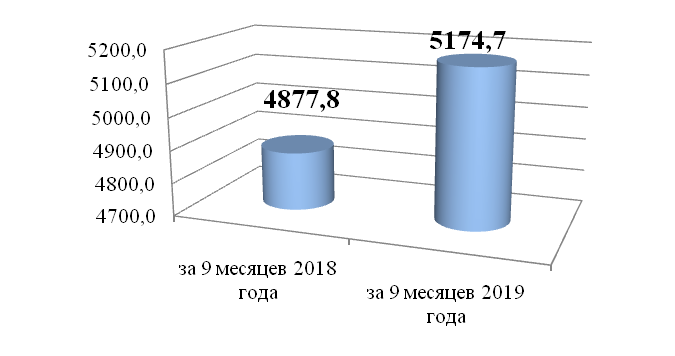 5174,7
5200,0
5100,0
4877,8
5000,0
4900,0
4800,0
4700,0
за 9 месяцев 2018
года
за 9 месяцев 2019
года